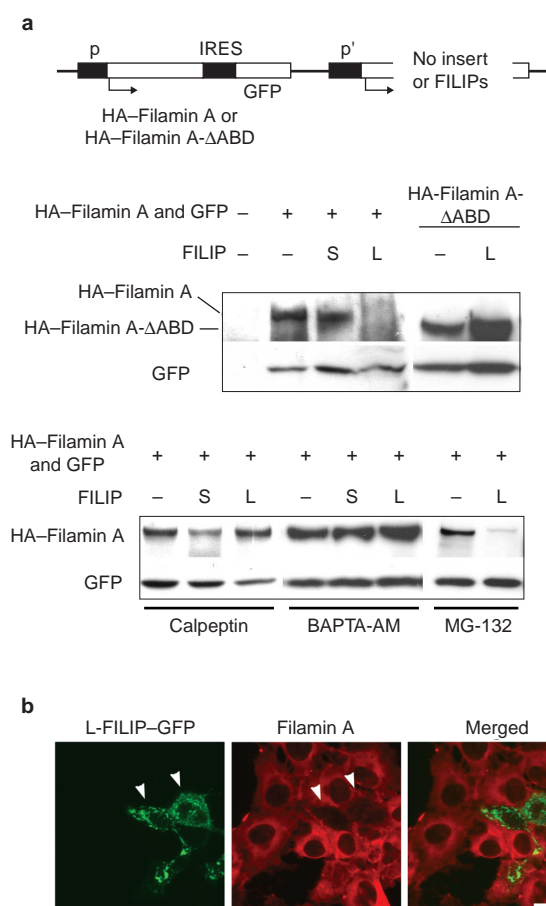 a
p IRES p'
No insert
or FILIPs
GFP
HA–Filamin A or
HA–Filamin A-ΔABD
HA-Filamin A-
ΔABD
HA–Filamin A and GFP – + + +
FILIP – – S L – L
HA–Filamin A
HA–Filamin A-ΔABD
GFP
HA–Filamin A
and GFP + + + + + + + +
FILIP – S L – S L – L
HA–Filamin A
GFP
Calpeptin BAPTA-AM MG-132
b
L-FILIP–GFP Filamin A Merged